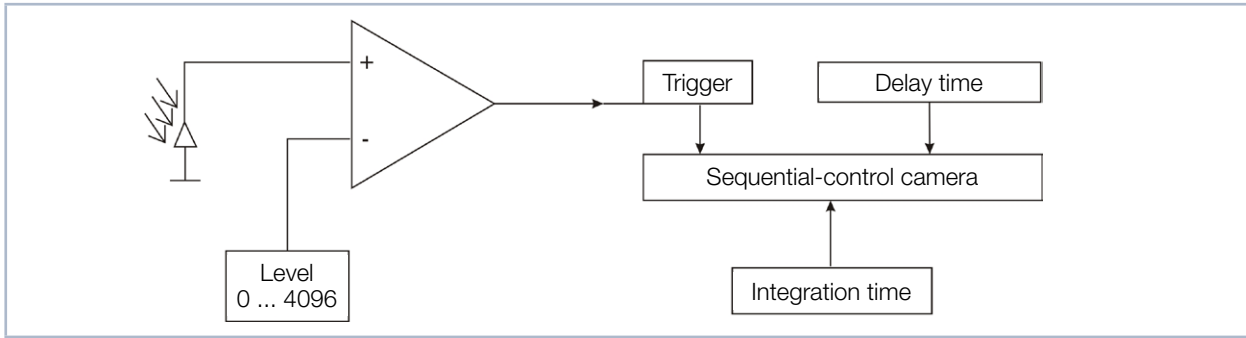 +
Trigger
Delay time
-
Sequential-control camera
Level
0 ... 4096
Integration time